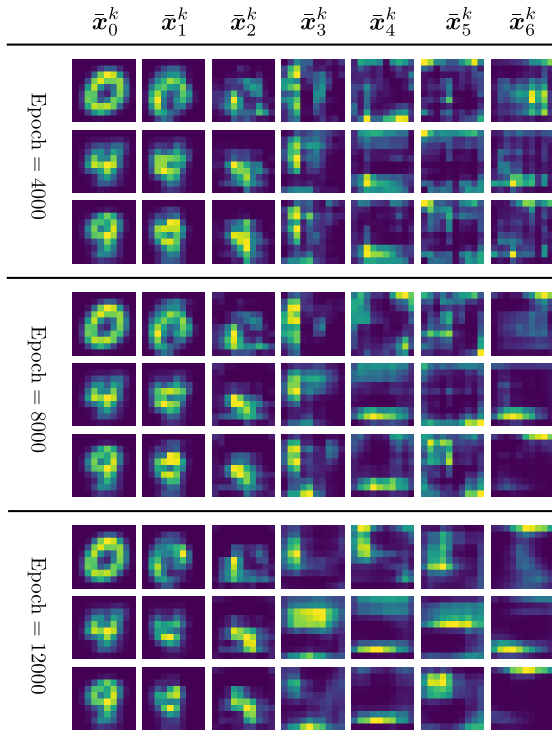 x̄₀ᵏ x̄₁ᵏ x̄₂ᵏ x̄₃ᵏ x̄₄ᵏ x̄₅ᵏ x̄₆ᵏ
Epoch = 4000
Epoch = 8000
Epoch = 12000